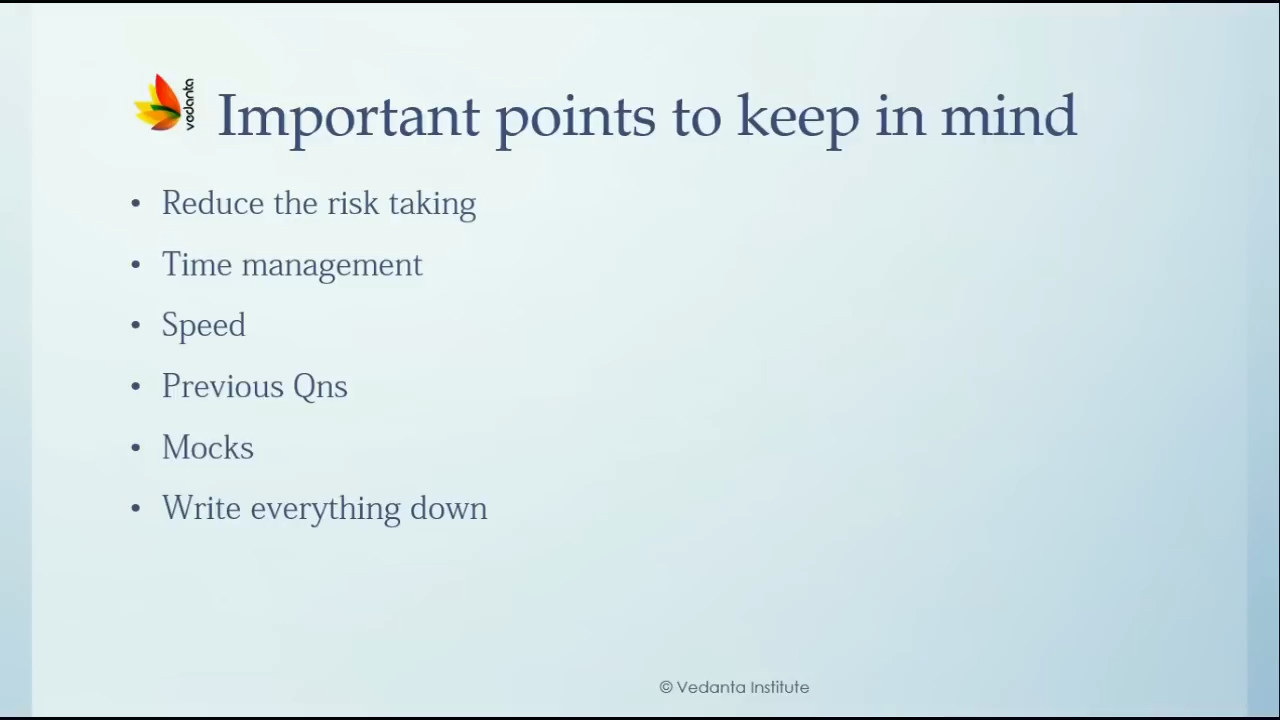 vedanta
Important points to keep in mind
• Reduce the risk taking
• Time management
• Speed
• Previous Qns
• Mocks
• Write everything down
© Vedanta Institute